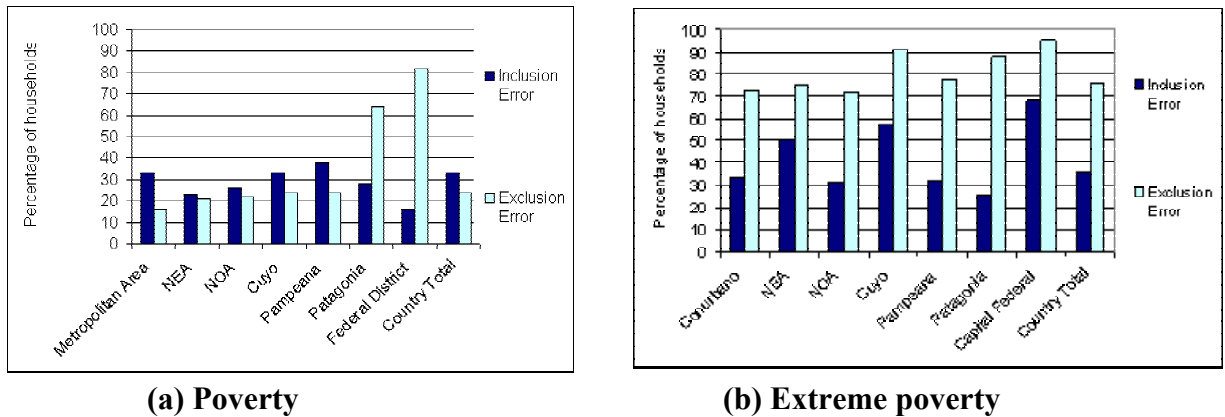 Percentage of households
100
90
80
70
60
50
40
30
20
10
0
Metropolitan Area
NEA
NOA
Cuyo
Pampeana
Patagonia
Federal District
Country Total
Inclusion
Error
Exclusion
Error
(a) Poverty
Percentage of households
100
90
80
70
60
50
40
30
20
10
0
Conurbano
NEA
NOA
Cuyo
Pampeana
Patagonia
Capital Federal
Country Total
Inclusion
Error
Exclusion
Error
(b) Extreme poverty